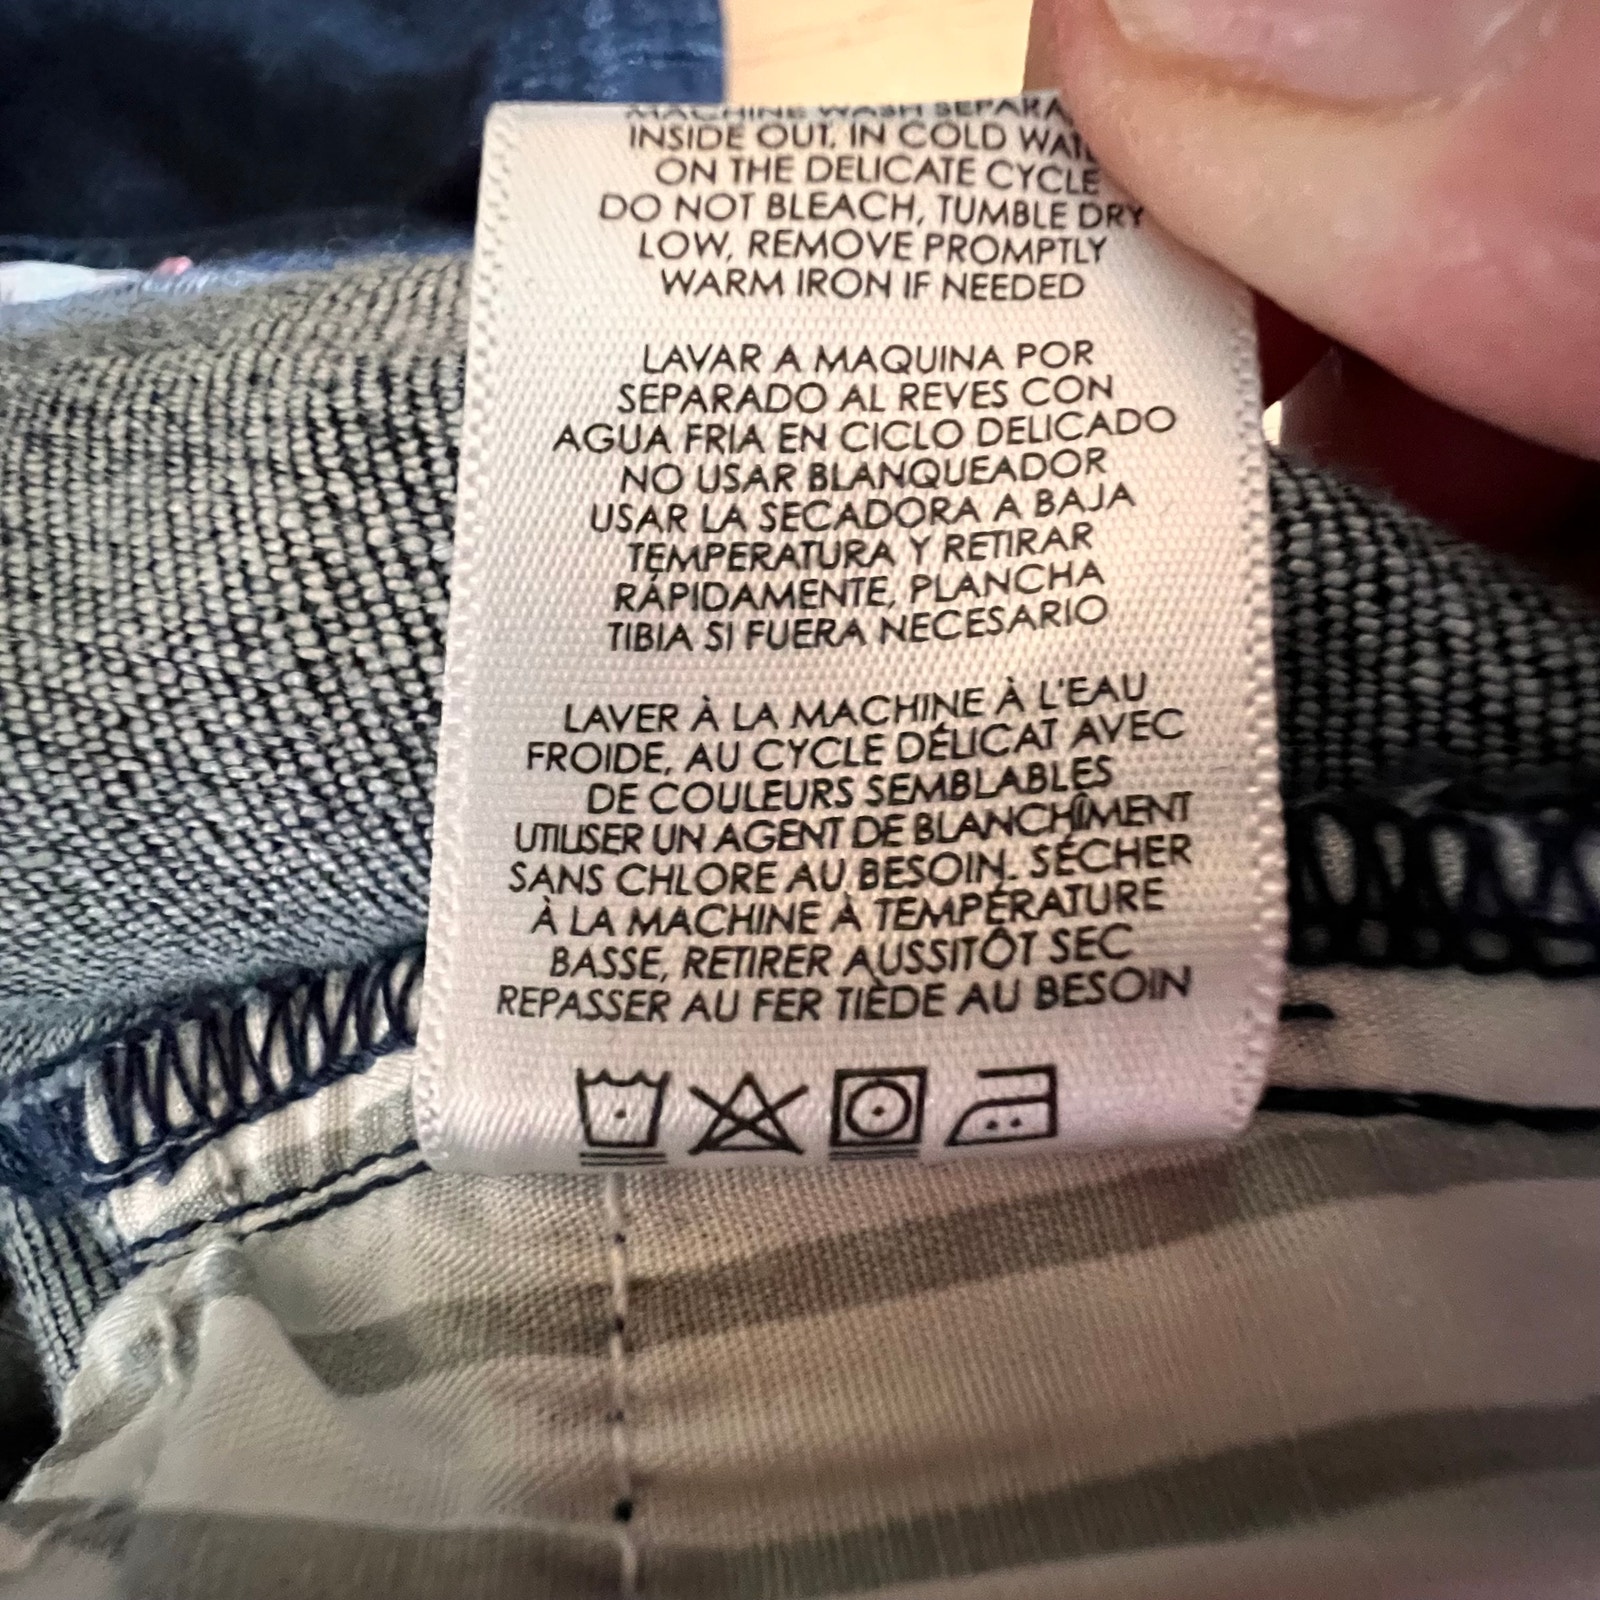 MACHINE WASH
INSIDE OUT, IN COLD
ON THE DELICATE CYCLE
DO NOT BLEACH, TUMBLE DRY
LOW, REMOVE PROMPTLY
WARM IRON IF NEEDED
LAVAR A MAQUINA POR
SEPARADO AL REVES CON
AGUA FRIA EN CICLO DELICADO
NO USAR BLANQUEADOR
USAR LA SECADORA A BAJA
TEMPERATURA Y RETIRAR
RÁPIDAMENTE, PLANCHA
TIBIA SI FUERA NECESARIO
LAVER À LA MACHINE À L'EAU
FROIDE, AU CYCLE DÉLICAT AVEC
DE COULEURS SEMBLABLES
UTILISER UN AGENT DE BLANCHÎMENT
SANS CHLORE AU BESOIN. SÉCHER
À LA MACHINE À TEMPÉRATURE
BASSE, RETIRER AUSSITÔT SEC
REPASSER AU FER TIÈDE AU BESOIN